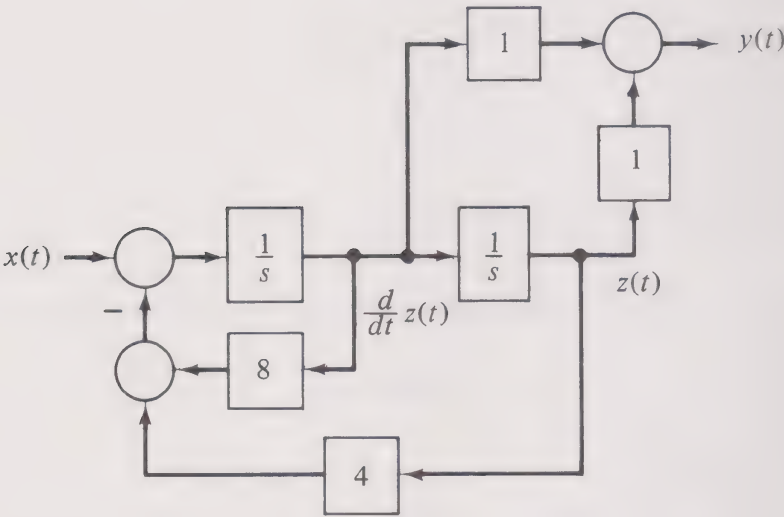 1
y(t)
1
x(t)
1/s
1/s
z(t)
−
d/dt z(t)
8
4